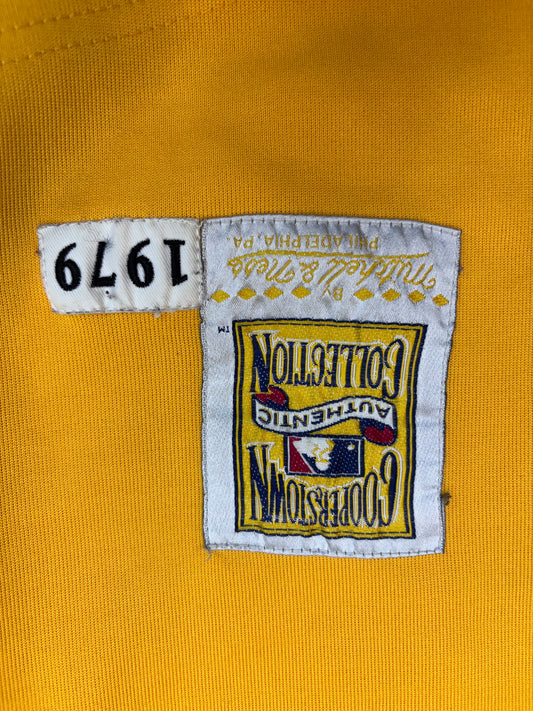 COOPERSTOWN
AUTHENTIC
COLLECTION
TM
BY
Mitchell & Ness
PHILADELPHIA, PA.
1979